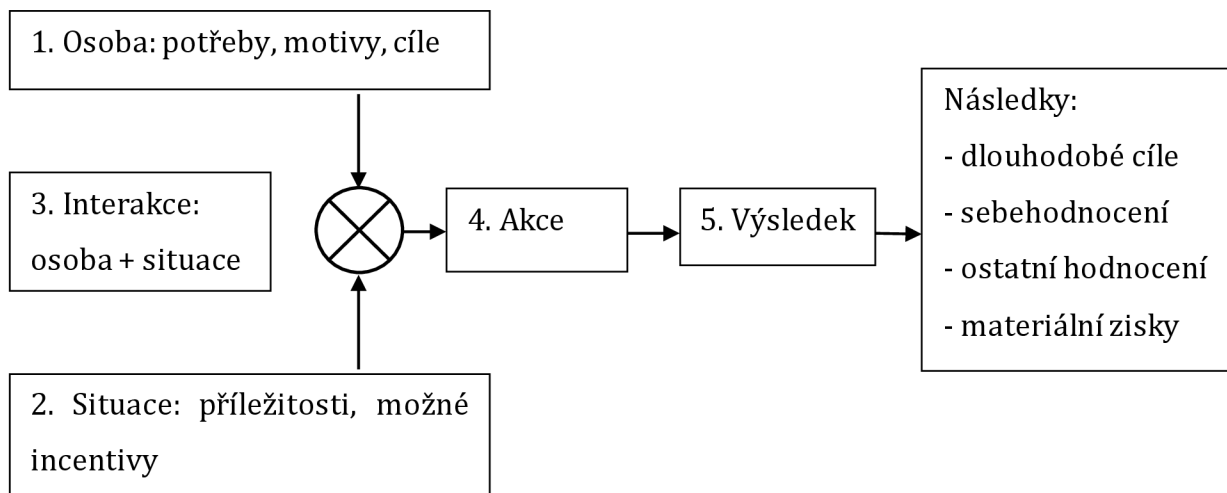 1. Osoba: potřeby, motivy, cíle
3. Interakce:
osoba + situace
2. Situace: příležitosti, možné
incentivy
4. Akce
5. Výsledek
Následky:
- dlouhodobé cíle
- sebehodnocení
- ostatní hodnocení
- materiální zisky